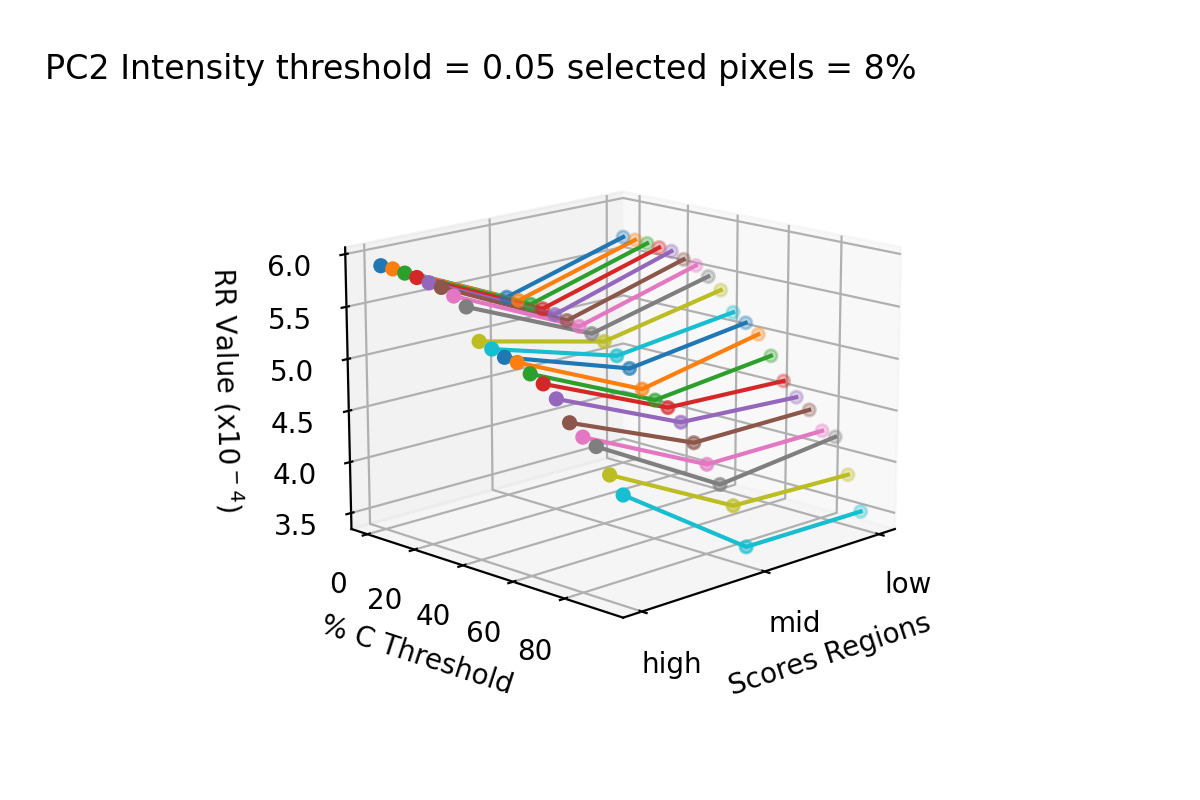 PC2 Intensity threshold = 0.05 selected pixels = 8%
RR Value (x10⁻⁴)
6.0
5.5
5.0
4.5
4.0
3.5
0
20
40
60
80
% C Threshold
high
mid
low
Scores Regions